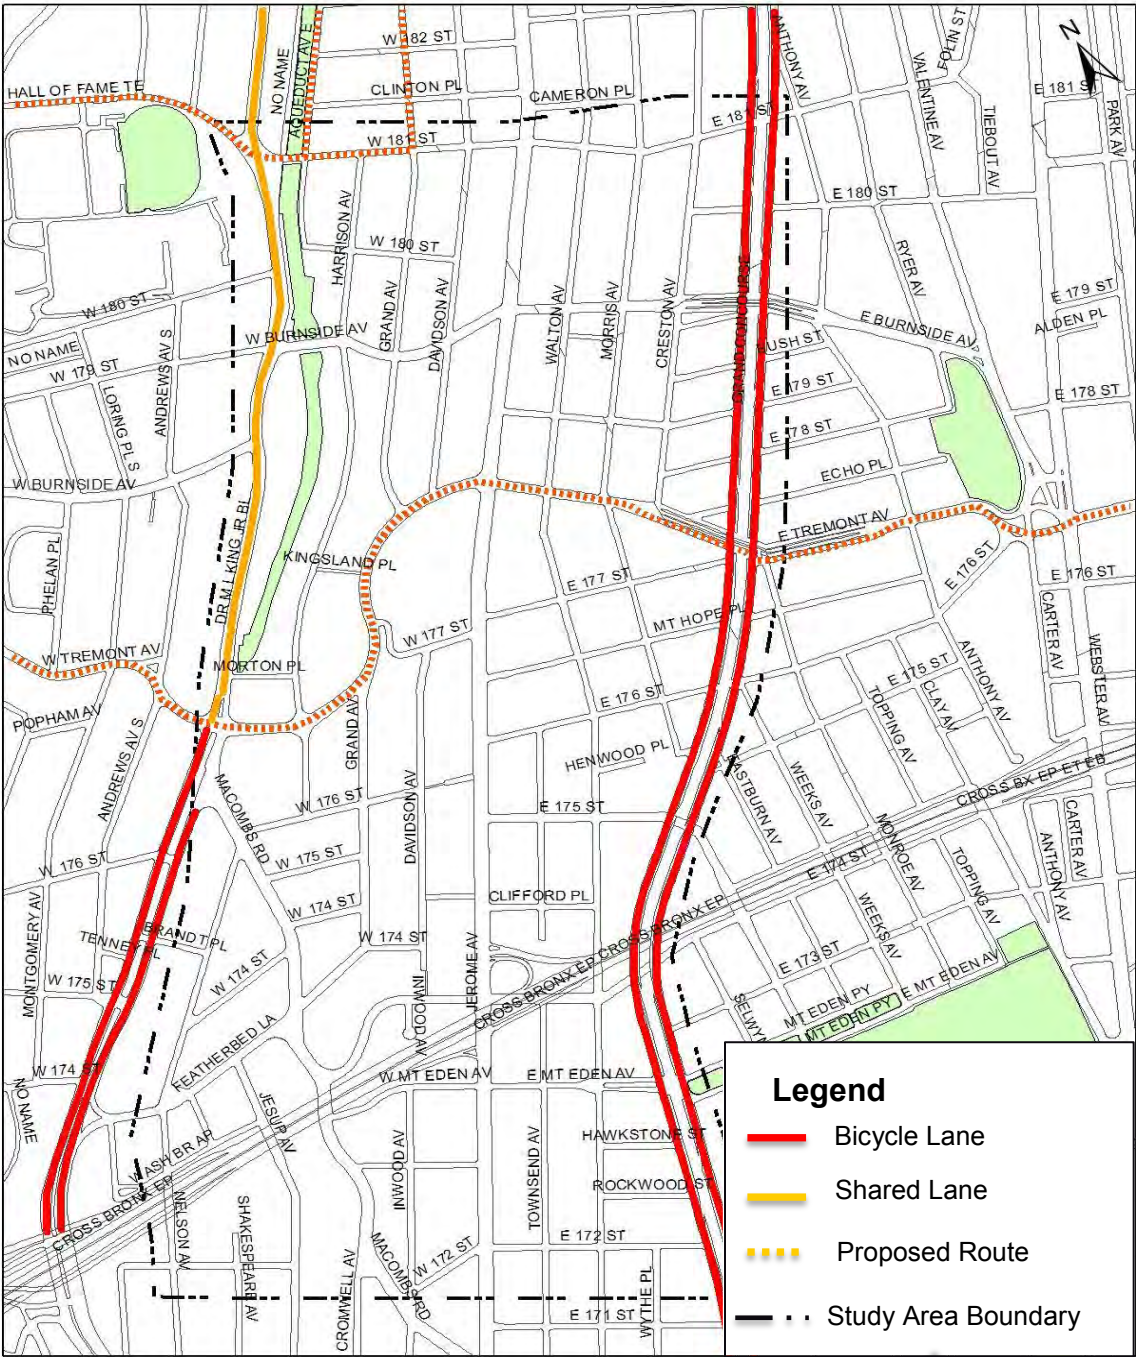 W 182 ST
FOLIN ST
ANTHONY AV
Z
NO NAME
AQUEDUCT AV E
HALL OF FAME TE
CLINTON PL
CAMERON PL
VALENTINE AV
E 181 ST
PARK AV
E 181 ST
TIEBOUT AV
W 181 ST
E 180 ST
HARRISON AV
W 180 ST
RYER AV
W 180 ST
GRAND AV
DAVIDSON AV
WALTON AV
MORRIS AV
CRESTON AV
GRAND CONCOURSE
E 179 ST
ALDEN PL
E BURNSIDE AV
W BURNSIDE AV
NO NAME
W 179 ST
ANDREWS AV S
LORING PL S
E 179 ST
E 178 ST
E 178 ST
ECHO PL
W BURNSIDE AV
DR M L KING JR BL
E TREMONT AV
PHELAN PL
KINGSLAND PL
E 177 ST
E 176 ST
E 176 ST
MT HOPE PL
CARTER AV
W 177 ST
W TREMONT AV
MORTON PL
WEBSTER AV
ANTHONY AV
E 175 ST
E 176 ST
CLAY AV
TOPPING AV
POPHAM AV
ANDREWS AV S
GRAND AV
HENWOOD PL
MACOMBS RD
DAVIDSON AV
W 176 ST
E 175 ST
EASTBURN AV
WEEKS AV
CROSS BX EP ET EB
CARTER AV
MONROE AV
ANTHONY AV
W 176 ST
W 175 ST
E 174 ST
TOPPING AV
MONTGOMERY AV
CLIFFORD PL
W 174 ST
WEEKS AV
BRANDT PL
TENNEY PL
W 174 ST
W 174 ST
JEROME AV
CROSS BRONX EP
CROSS BRONX EP
E 173 ST
W 175 ST
INWOOD AV
SELWYN
MT EDEN PY
E MT EDEN AV
MT EDEN PY
FEATHERBED LA
W 174 ST
W MT EDEN AV
E MT EDEN AV
NO NAME
JESUP AV
INWOOD AV
TOWNSEND AV
HAWKSTONE ST
WASH BR AP
ROCKWOOD ST
CROSS BRONX EP
NELSON AV
SHAKESPEARE AV
CROMWELL AV
MACOMBS RD
W 172 ST
E 172 ST
WYTHE PL
E 171 ST
Legend
Bicycle Lane
Shared Lane
Proposed Route
Study Area Boundary